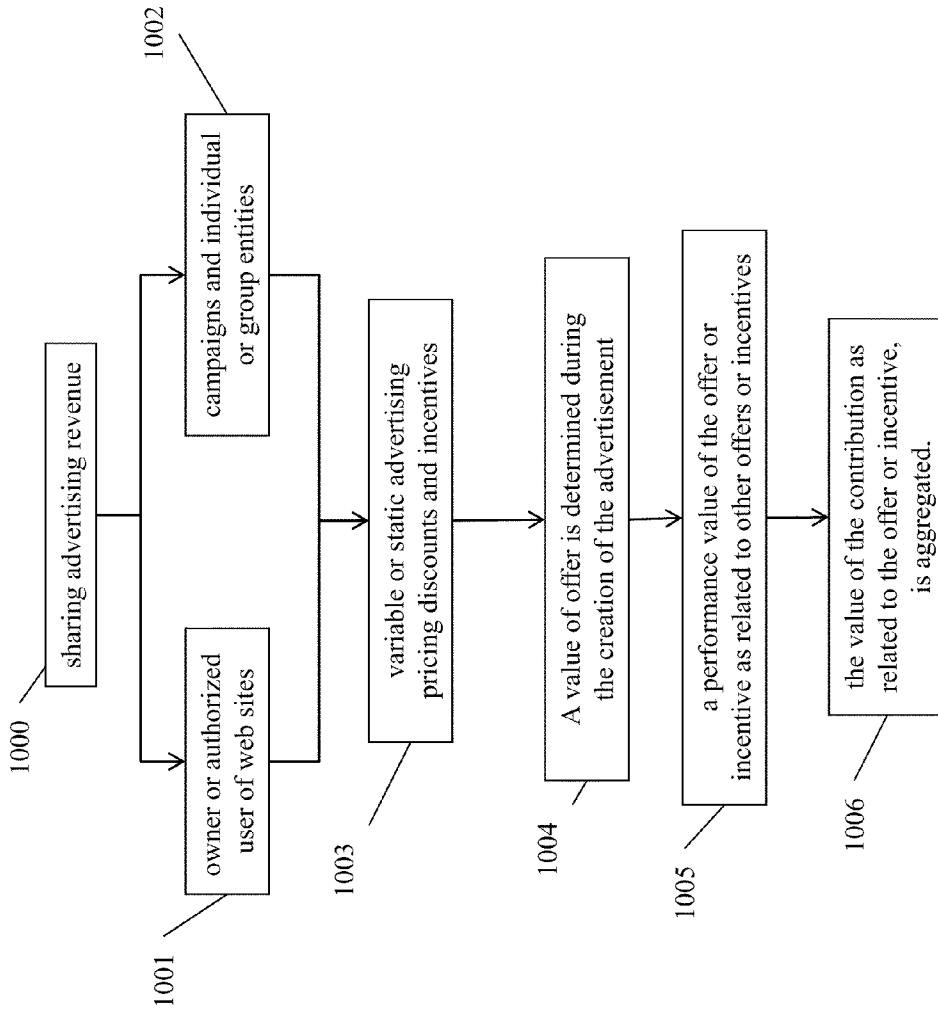 1000
sharing advertising revenue
1001
owner or authorized
user of web sites
1002
campaigns and individual
or group entities
1003
variable or static advertising
pricing discounts and incentives
1004
A value of offer is determined during
the creation of the advertisement
1005
a performance value of the offer or
incentive as related to other offers or incentives
1006
the value of the contribution as
related to the offer or incentive,
is aggregated.